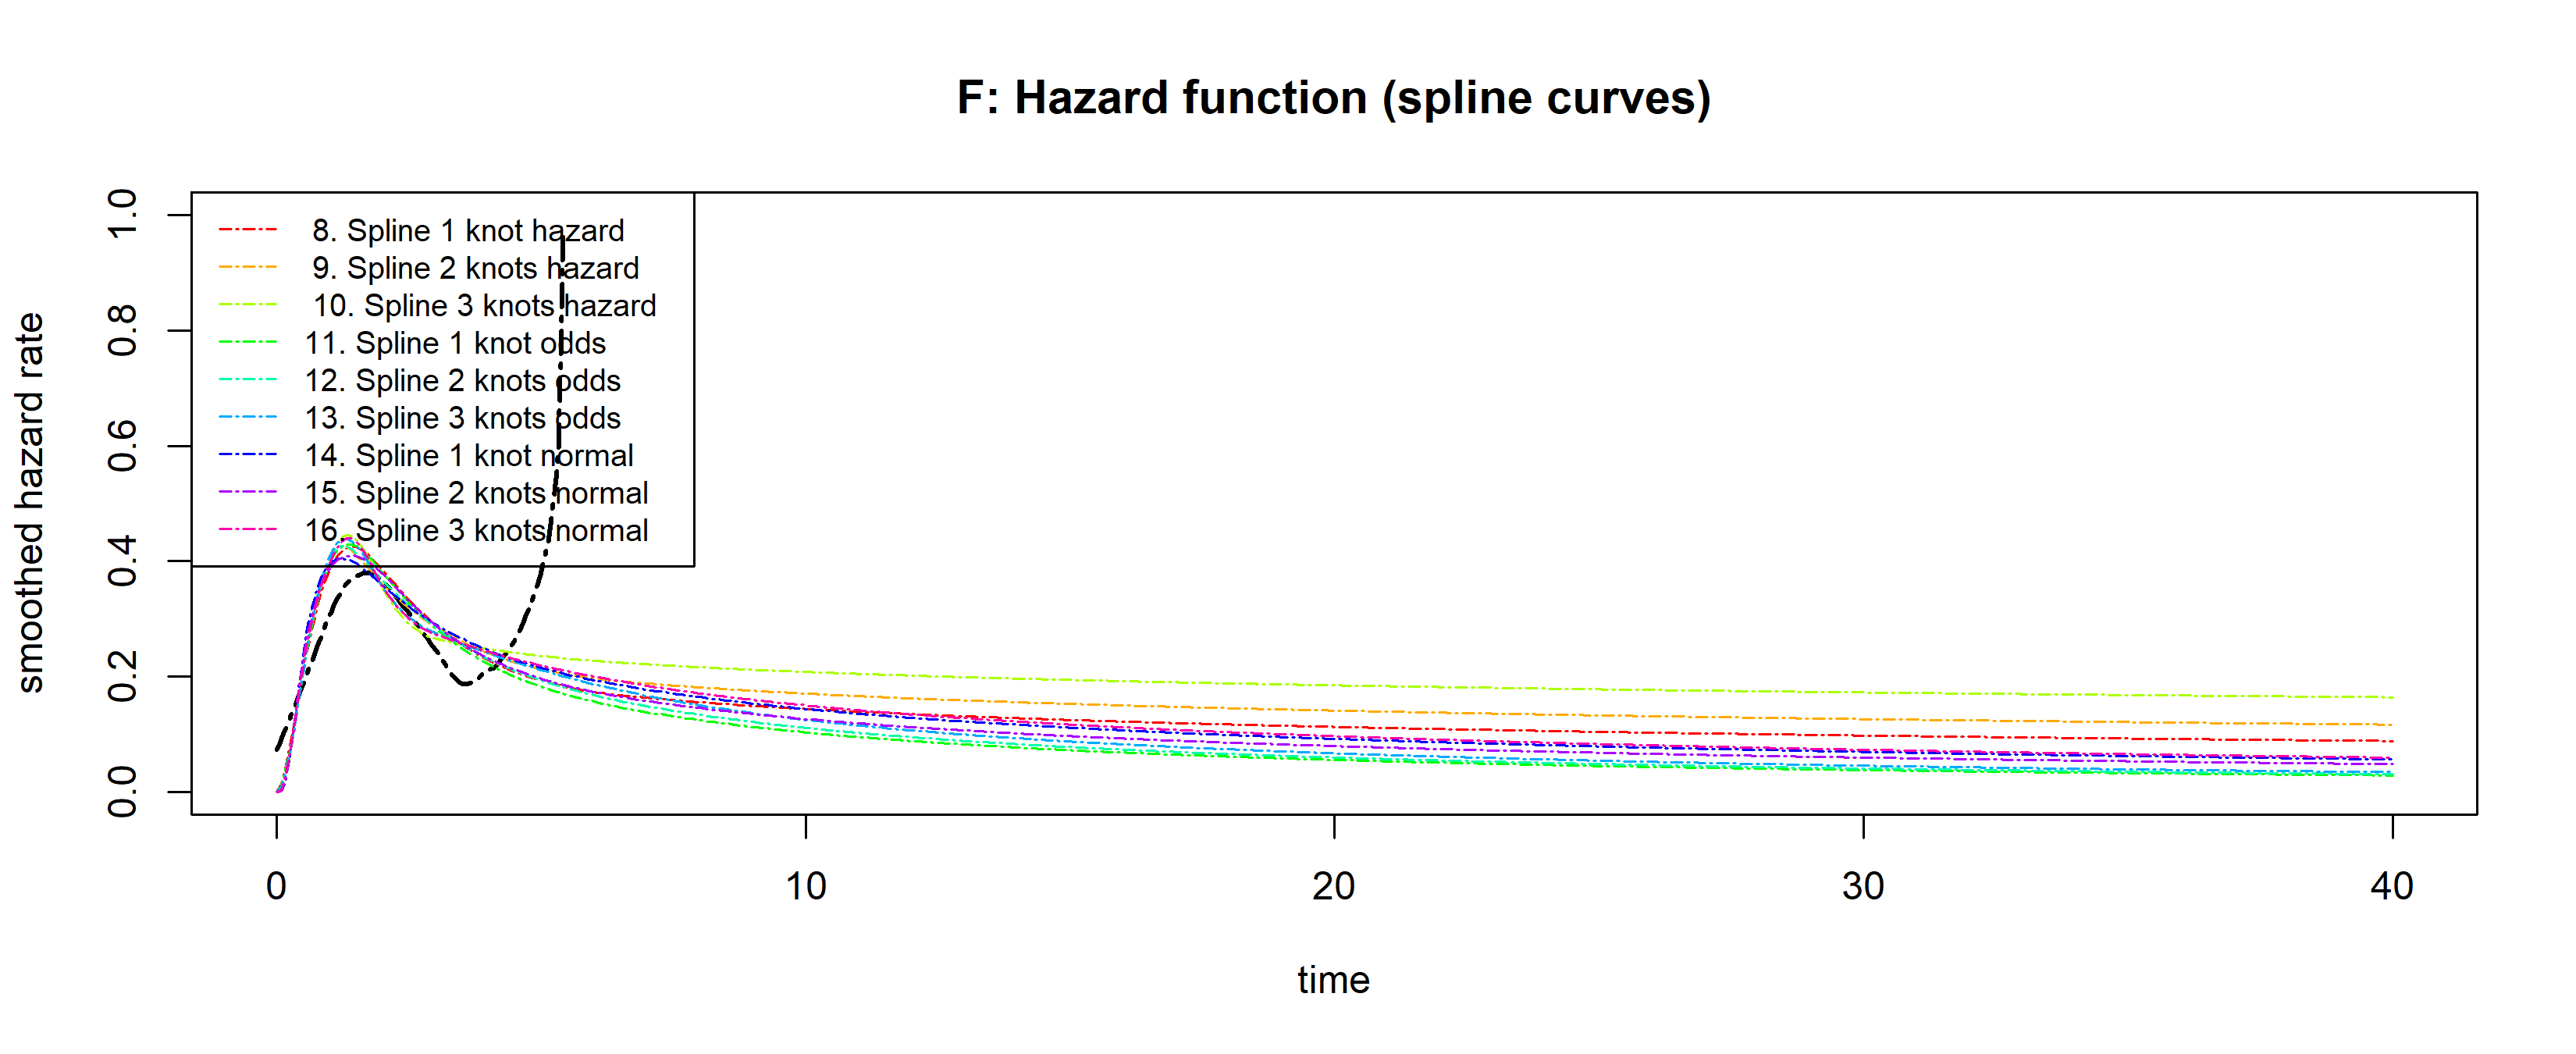 F: Hazard function (spline curves)
smoothed hazard rate
1.0
0.8
0.6
0.4
0.2
0.0
8. Spline 1 knot hazard
9. Spline 2 knots hazard
10. Spline 3 knots hazard
11. Spline 1 knot odds
12. Spline 2 knots odds
13. Spline 3 knots odds
14. Spline 1 knot normal
15. Spline 2 knots normal
16. Spline 3 knots normal
0 10 20 30 40
time